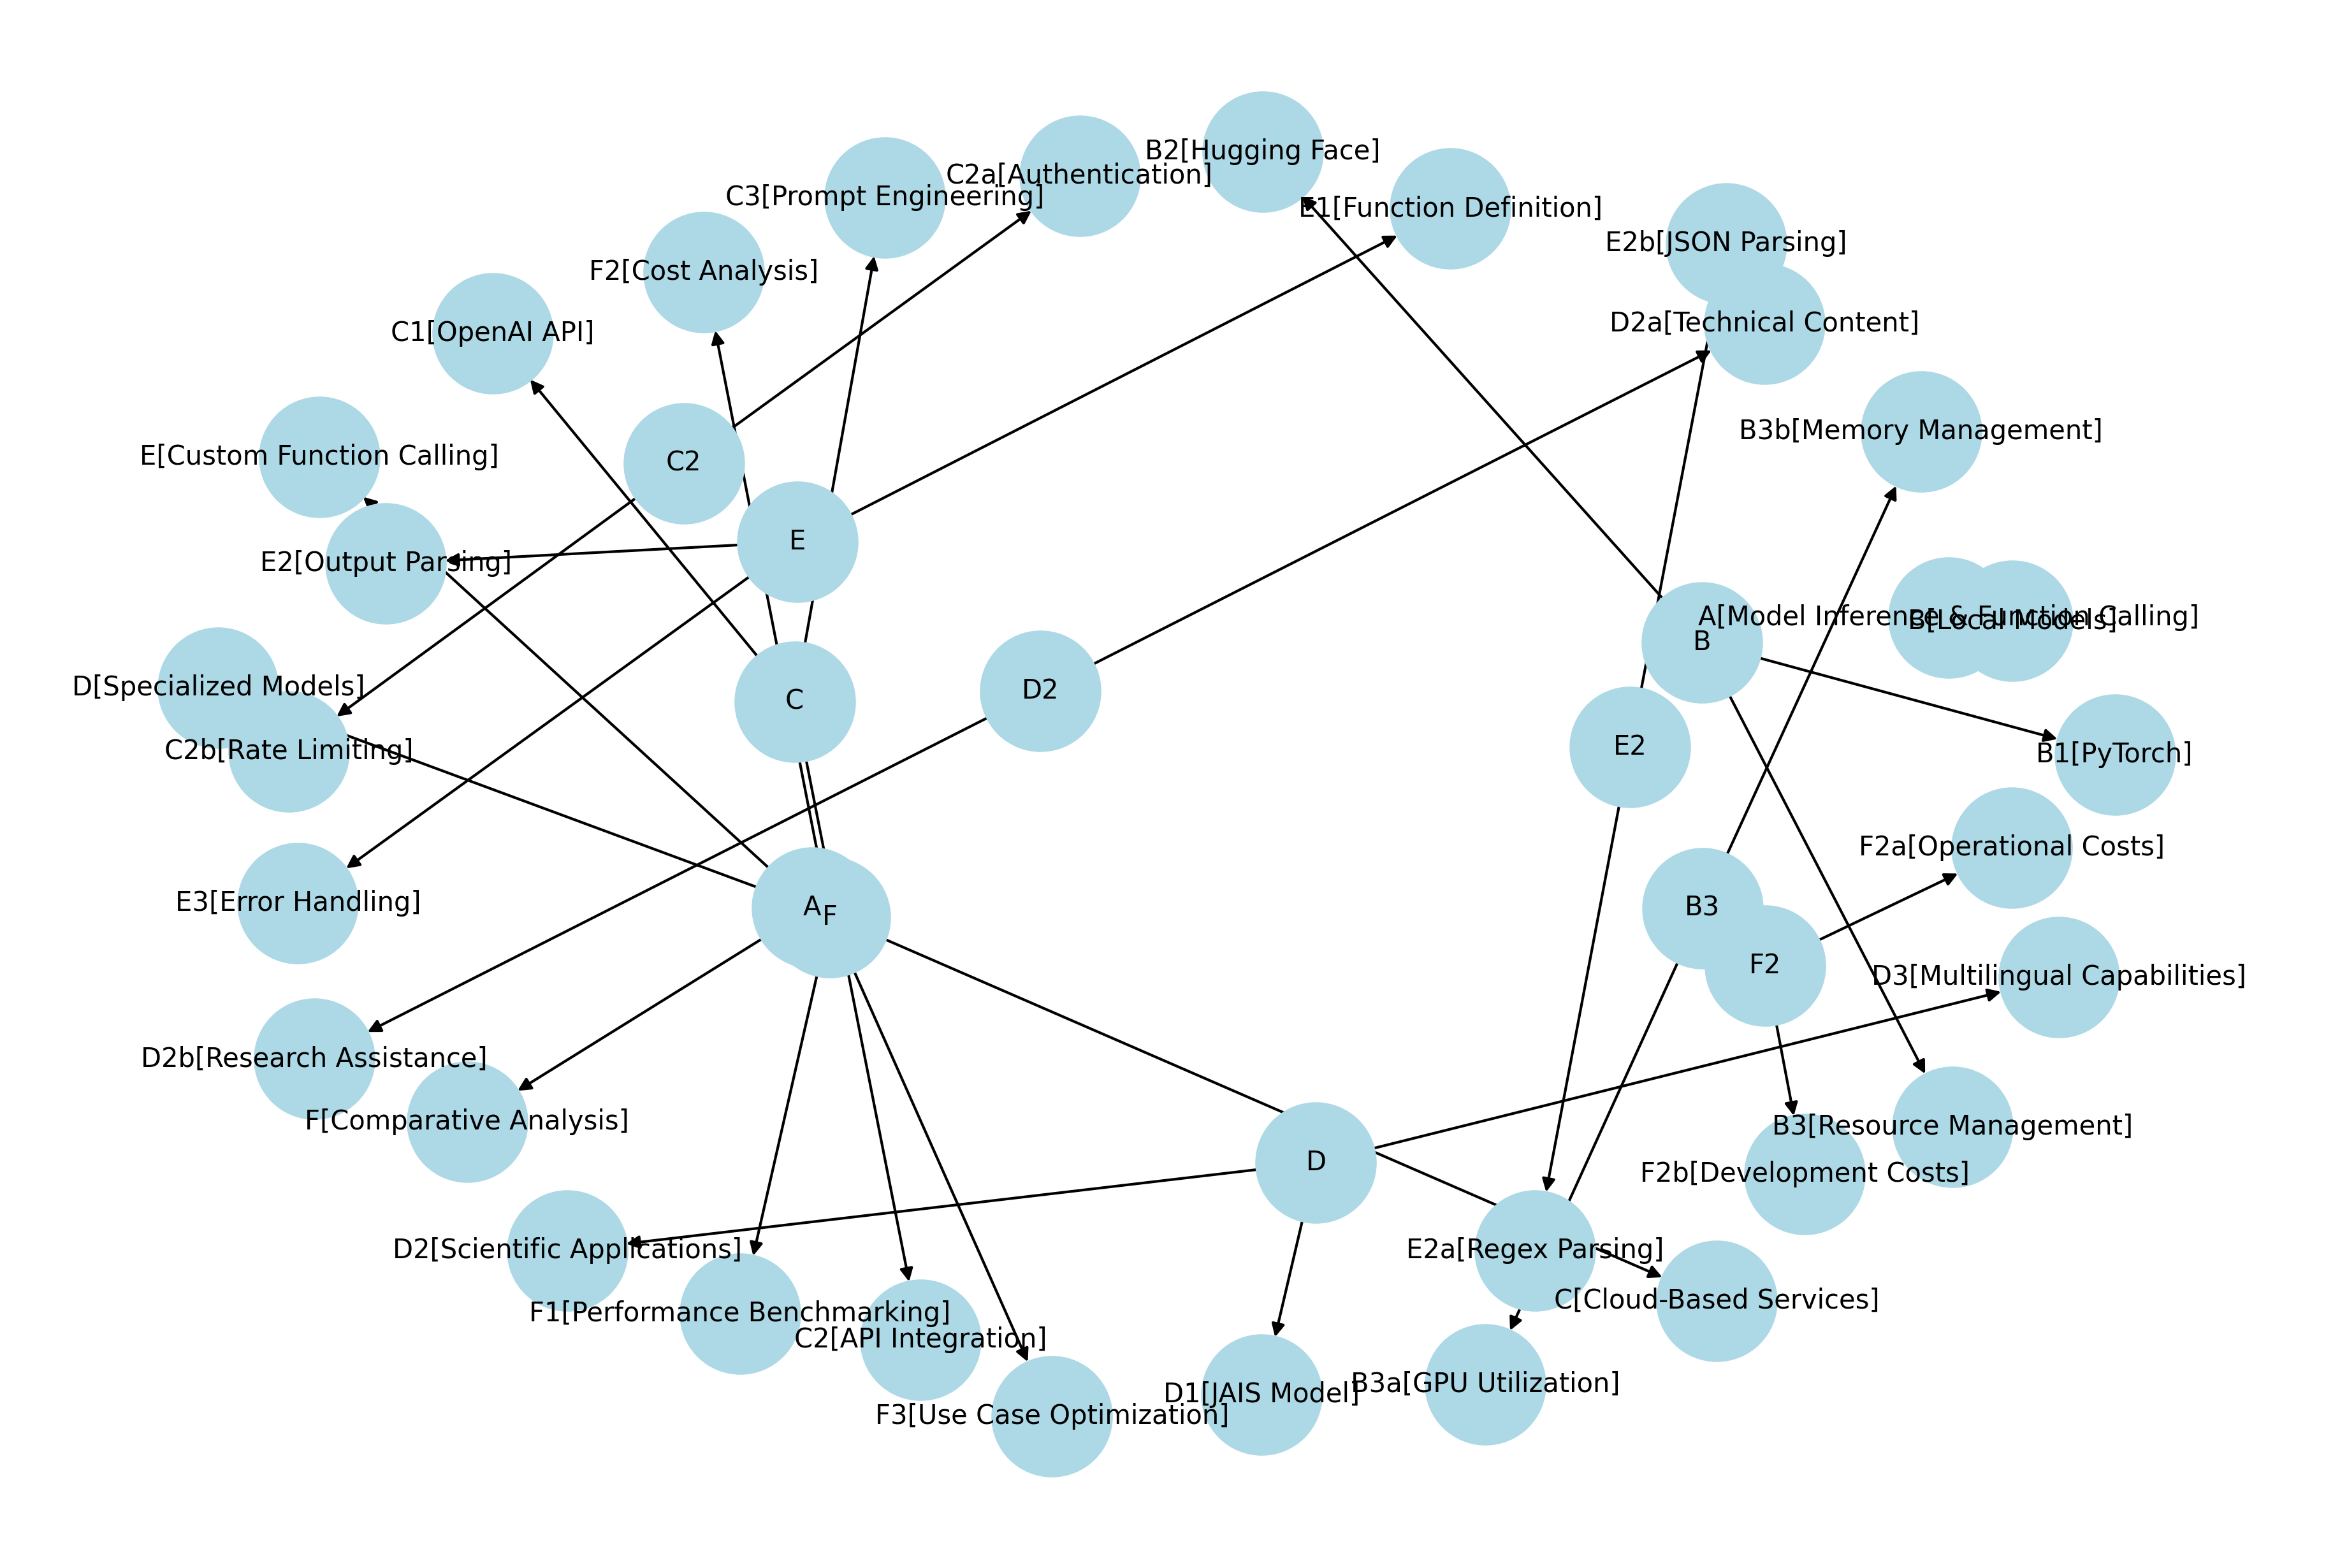 B2[Hugging Face]
C2a[Authentication]
C3[Prompt Engineering]
E1[Function Definition]
E2b[JSON Parsing]
F2[Cost Analysis]
D2a[Technical Content]
C1[OpenAI API]
B3b[Memory Management]
E[Custom Function Calling]
C2
E
E2[Output Parsing]
A[Model Inference & Function Calling]
B[Local Models]
B
D[Specialized Models]
D2
C
E2
C2b[Rate Limiting]
B1[PyTorch]
F2a[Operational Costs]
E3[Error Handling]
A
F
B3
F2
D3[Multilingual Capabilities]
D2b[Research Assistance]
F[Comparative Analysis]
B3[Resource Management]
D
F2b[Development Costs]
D2[Scientific Applications]
E2a[Regex Parsing]
C[Cloud-Based Services]
F1[Performance Benchmarking]
C2[API Integration]
B3a[GPU Utilization]
D1[JAIS Model]
F3[Use Case Optimization]